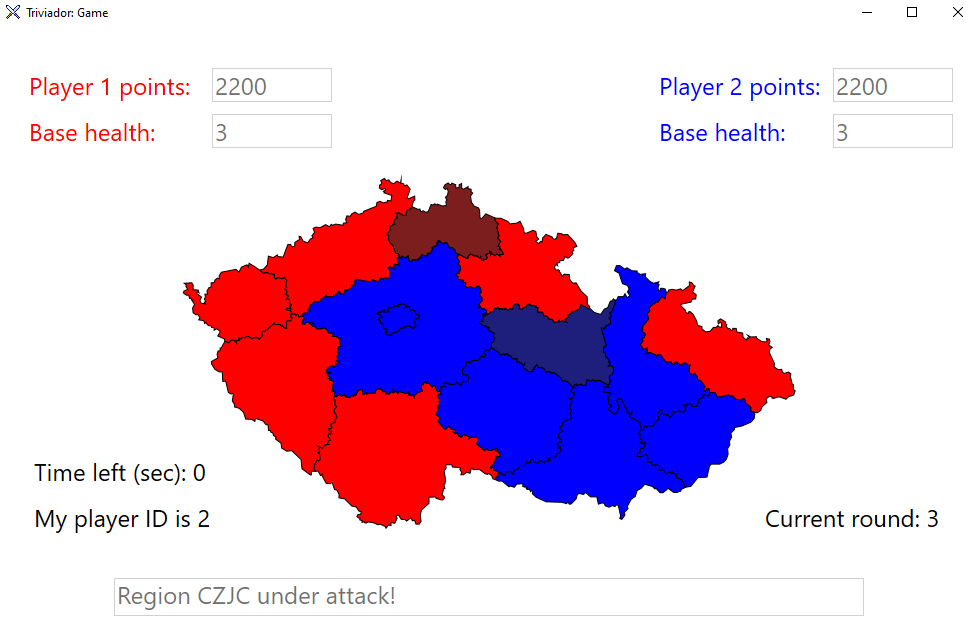 Triviador: Game
Player 1 points: 2200
Player 2 points: 2200
Base health: 3
Base health: 3
Time left (sec): 0
My player ID is 2
Current round: 3
Region CZJC under attack!